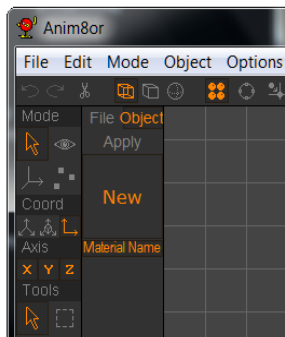 Anim8or
File Edit Mode Object Options
Mode File Object
Apply
New
Coord
Axis Material Name
X Y Z
Tools